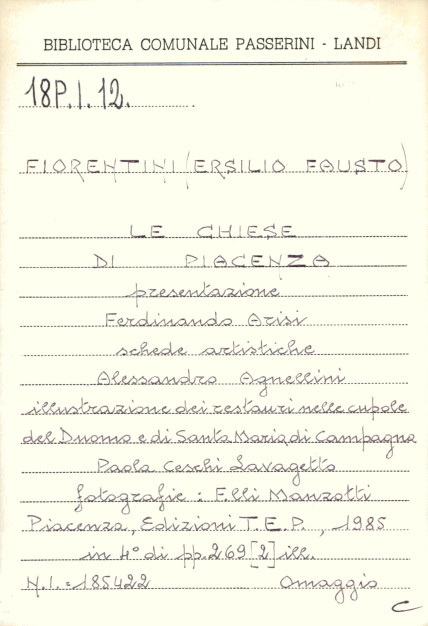 BIBLIOTECA COMUNALE PASSERINI - LANDI
18P.I.12.
FIORENTINI (ERSILIO FAUSTO)
LE CHIESE
DI PIACENZA
presentazione
Ferdinando Arisi
schede artistiche
Alessandro Agnellini
illustrazione dei restauri nelle cupole
del Duomo e di Santa Maria di Campagna
Paola Ceschi Lavagetto
fotografie : F.lli Manzotti
Piacenza, Edizioni T.E.P., 1985
in 4° di pp. 269 [2] ill.
N.I. = 185422 Omaggio
C